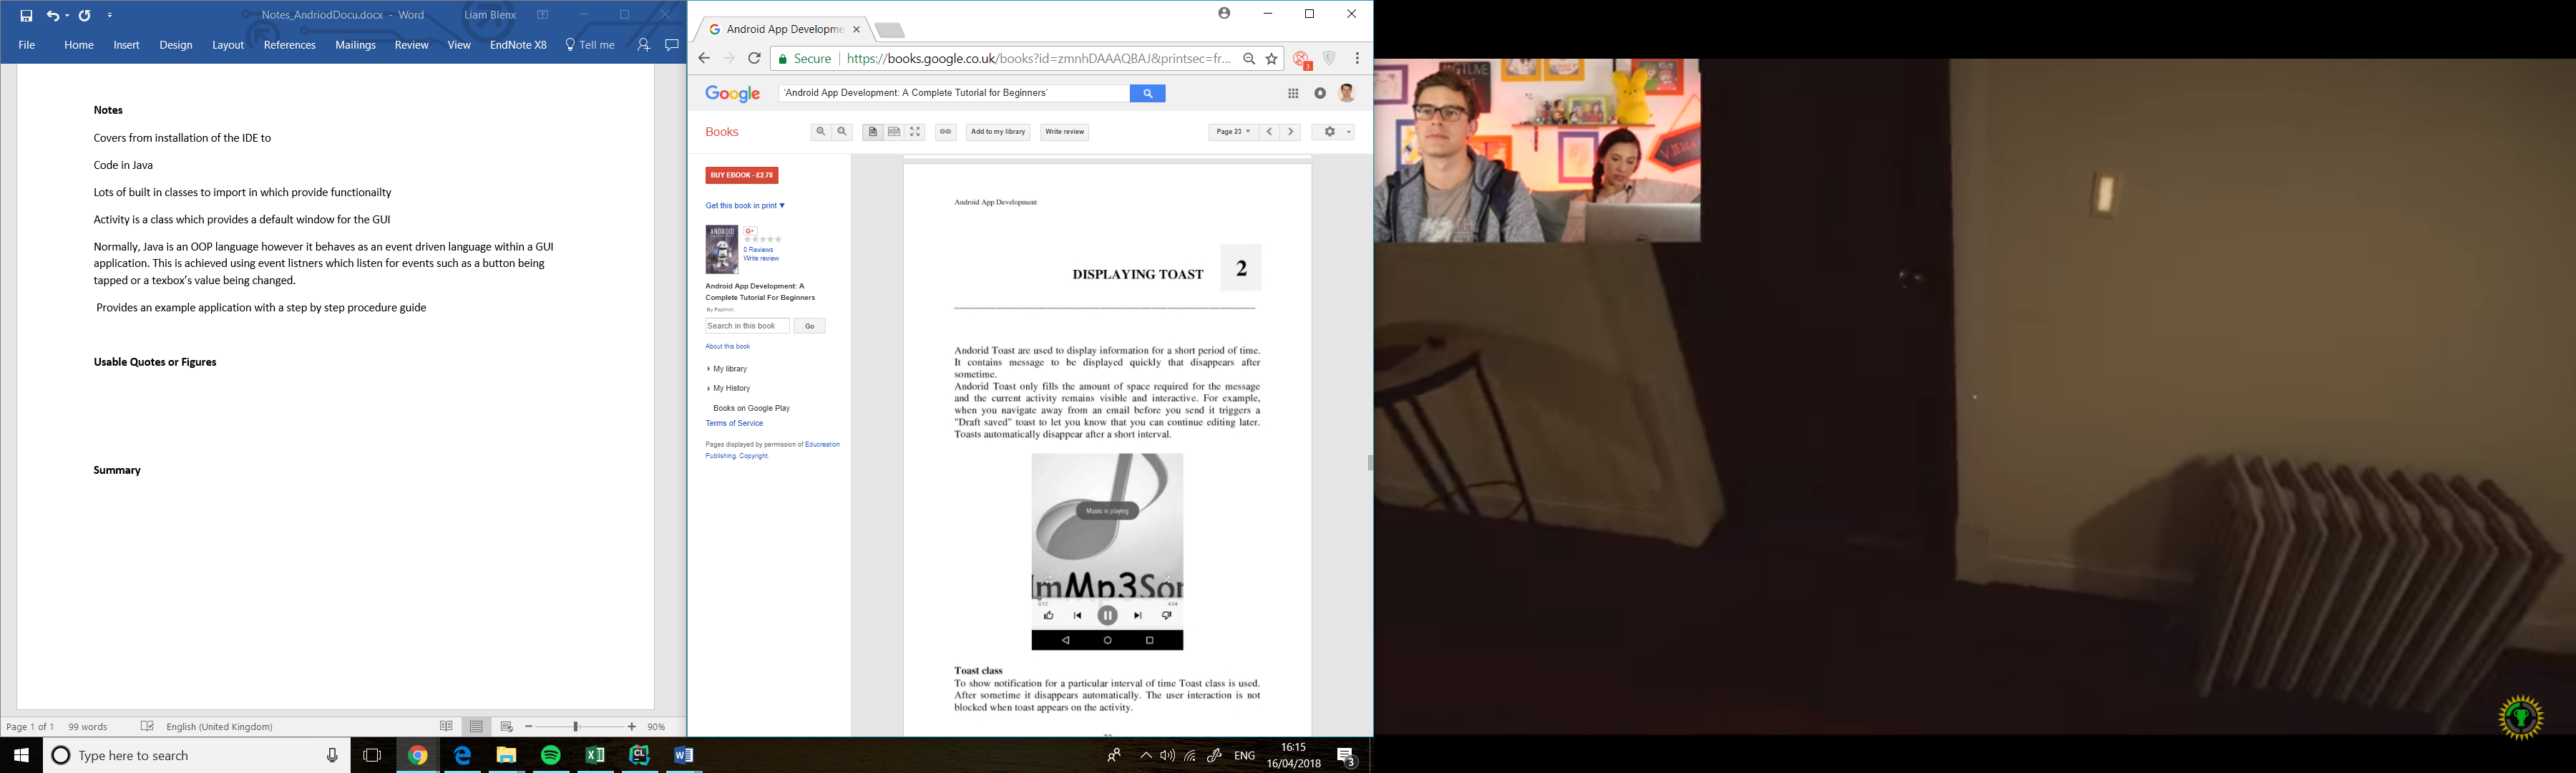 Notes_AndriodDocu.docx - Word
Liam Blenx
File Home Insert Design Layout References Mailings Review View EndNote X8 Tell me
Notes
Covers from installation of the IDE to
Code in Java
Lots of built in classes to import in which provide functionailty
Activity is a class which provides a default window for the GUI
Normally, Java is an OOP language however it behaves as an event driven language within a GUI
application. This is achieved using event listners which listen for events such as a button being
tapped or a texbox’s value being changed.
Provides an example application with a step by step procedure guide
Usable Quotes or Figures
Summary
Page 1 of 1 99 words English (United Kingdom) 90%
Android App Developme
Secure https://books.google.co.uk/books?id=zmnhDAAAQBAJ&printsec=fr...
3
Google
'Android App Development: A Complete Tutorial for Beginners'
Books
Add to my library
Write review
Page 23
BUY EBOOK - £2.78
Get this book in print ▼
ANDROID
G+
0 Reviews
Write review
Android App Development: A
Complete Tutorial For Beginners
By Padmini
Search in this book
Go
About this book
My library
My History
Books on Google Play
Terms of Service
Pages displayed by permission of Educreation
Publishing. Copyright.
Android App Development
DISPLAYING TOAST 2
Andorid Toast are used to display information for a short period of time.
It contains message to be displayed quickly that disappears after
sometime.
Andorid Toast only fills the amount of space required for the message
and the current activity remains visible and interactive. For example,
when you navigate away from an email before you send it triggers a
"Draft saved" toast to let you know that you can continue editing later.
Toasts automatically disappear after a short interval.
Music is playing
ImMp3Sor
0:12 4:04
Toast class
To show notification for a particular interval of time Toast class is used.
After sometime it disappears automatically. The user interaction is not
blocked when toast appears on the activity.
Type here to search
ENG
16:15
16/04/2018
3